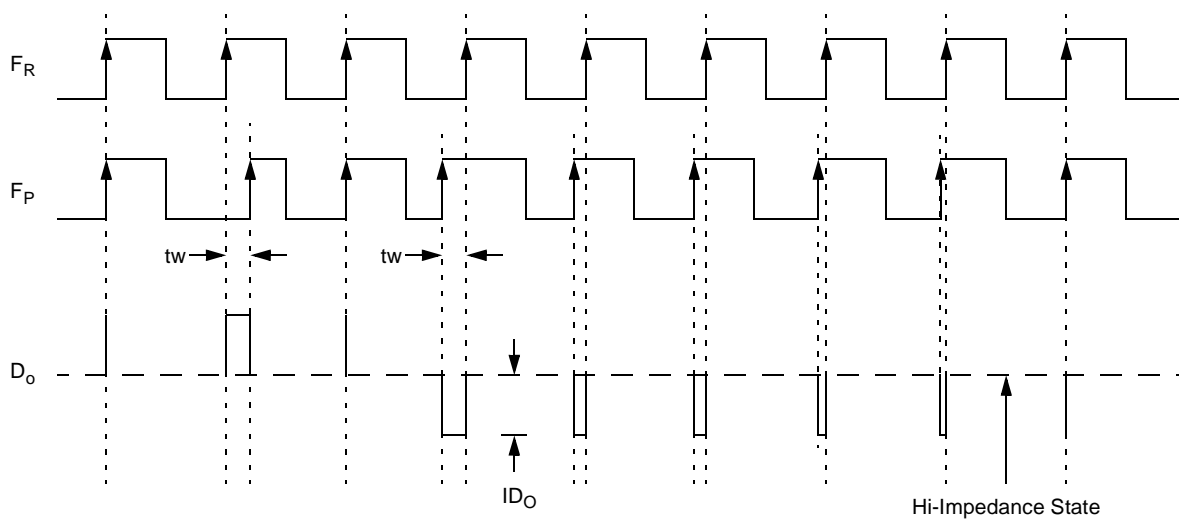 F_R
F_P
tw
tw
D_o
ID_O
Hi-Impedance State